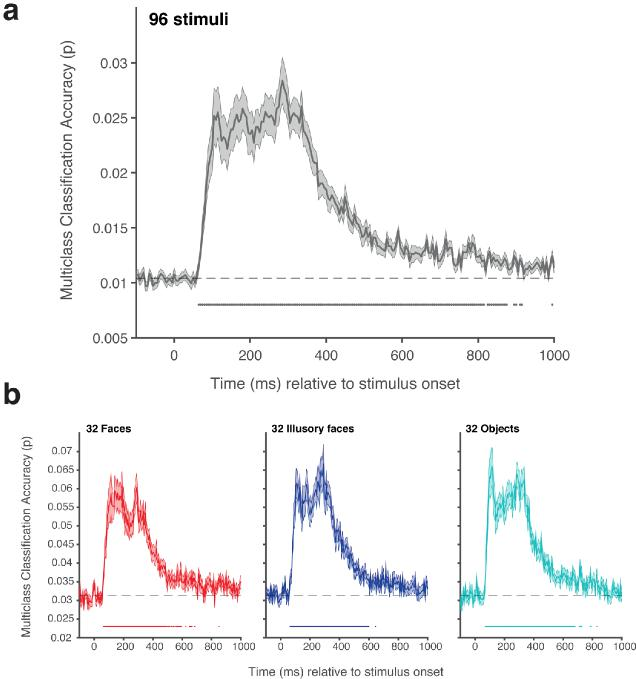 a
96 stimuli
Multiclass Classification Accuracy (p)
0.03
0.025
0.02
0.015
0.01
0.005
0 200 400 600 800 1000
Time (ms) relative to stimulus onset
b
32 Faces 32 Illusory faces 32 Objects
Multiclass Classification Accuracy (p)
0.07
0.065
0.06
0.055
0.05
0.045
0.04
0.035
0.03
0.025
0.02
0 200 400 600 800 1000 0 200 400 600 800 1000 0 200 400 600 800 1000
Time (ms) relative to stimulus onset